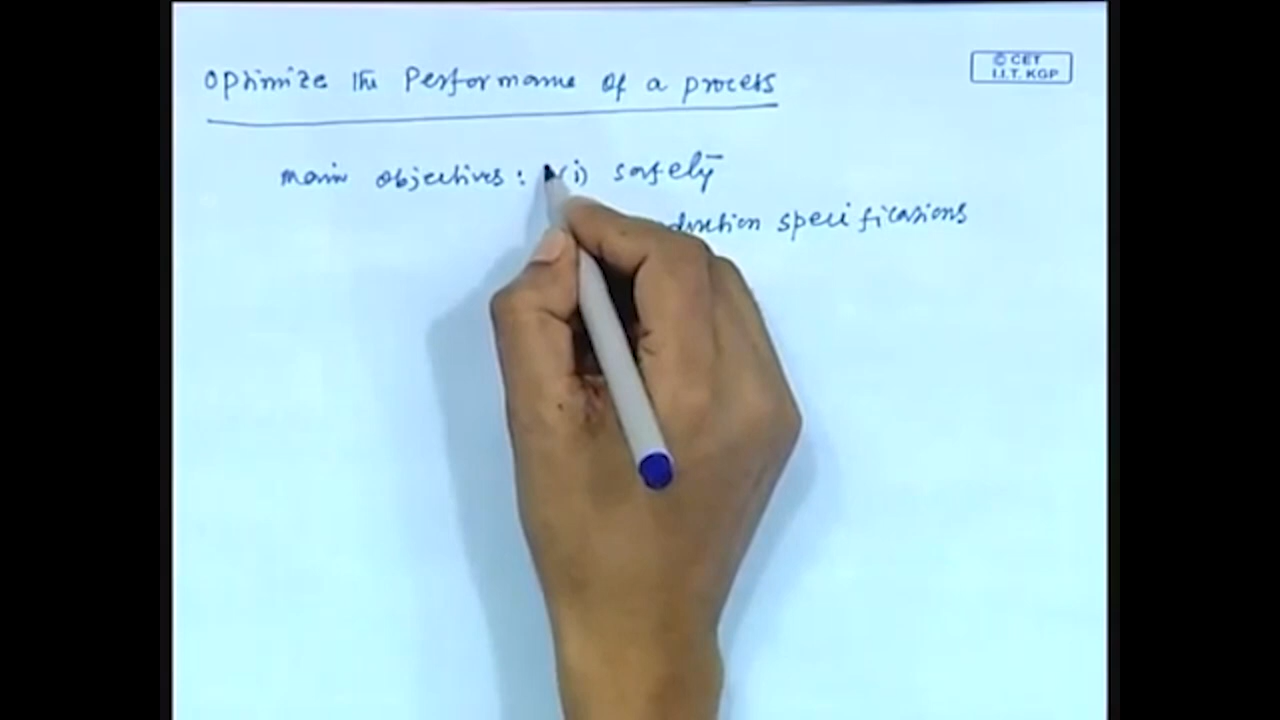 © CET
I.I.T. KGP
Optimize the Performance of a process
main objectives: (i) safety
specifications